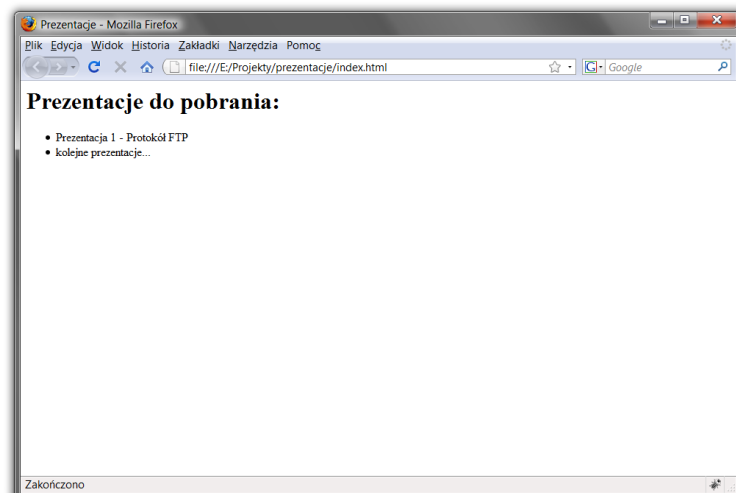 Prezentacje - Mozilla Firefox
Plik Edycja Widok Historia Zakładki Narzędzia Pomoc
file:///E:/Projekty/prezentacje/index.html G Google
Prezentacje do pobrania:
Prezentacja 1 - Protokół FTP
kolejne prezentacje...
Zakończono